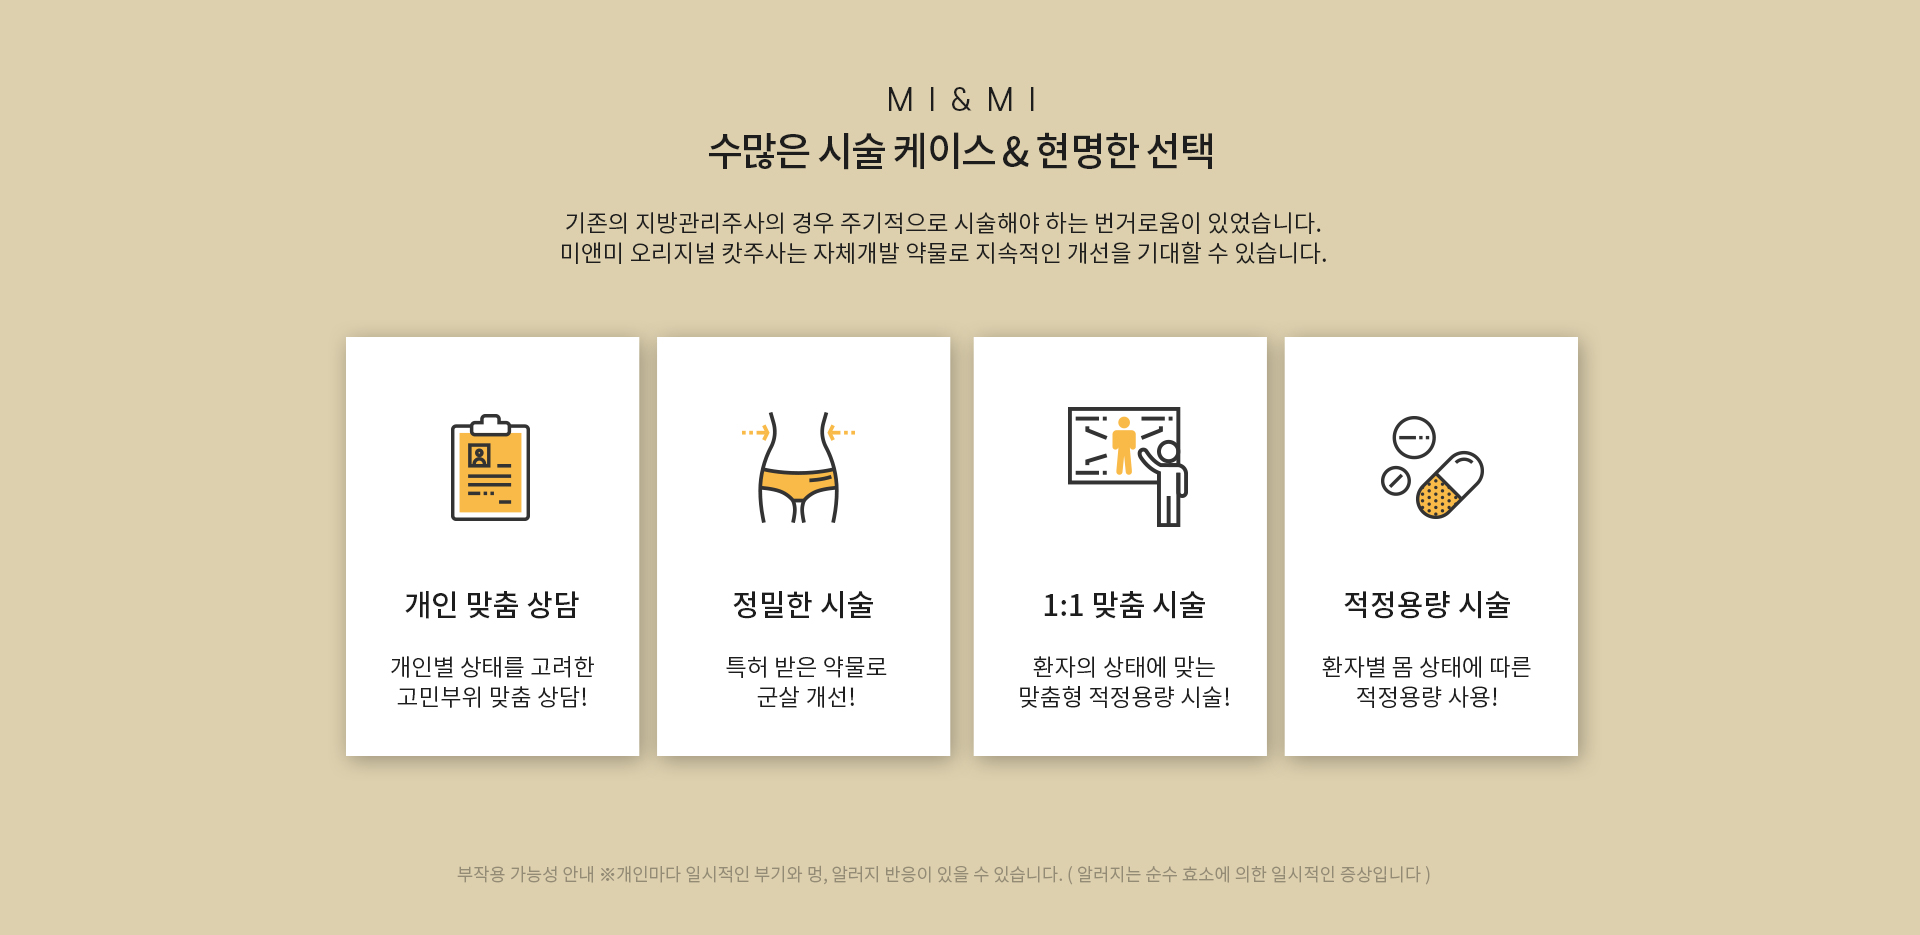 MI&MI
수많은 시술 케이스 & 현명한 선택
기존의 지방관리주사의 경우 주기적으로 시술해야 하는 번거로움이 있었습니다.
미앤미 오리지널 캇주사는 자체개발 약물로 지속적인 개선을 기대할 수 있습니다.
개인 맞춤 상담
개인별 상태를 고려한
고민부위 맞춤 상담!
정밀한 시술
특허 받은 약물로
군살 개선!
1:1 맞춤 시술
환자의 상태에 맞는
맞춤형 적정용량 시술!
적정용량 시술
환자별 몸 상태에 따른
적정용량 사용!
부작용 가능성 안내 ※개인마다 일시적인 부기와 멍, 알러지 반응이 있을 수 있습니다. ( 알러지는 순수 효소에 의한 일시적인 증상입니다 )